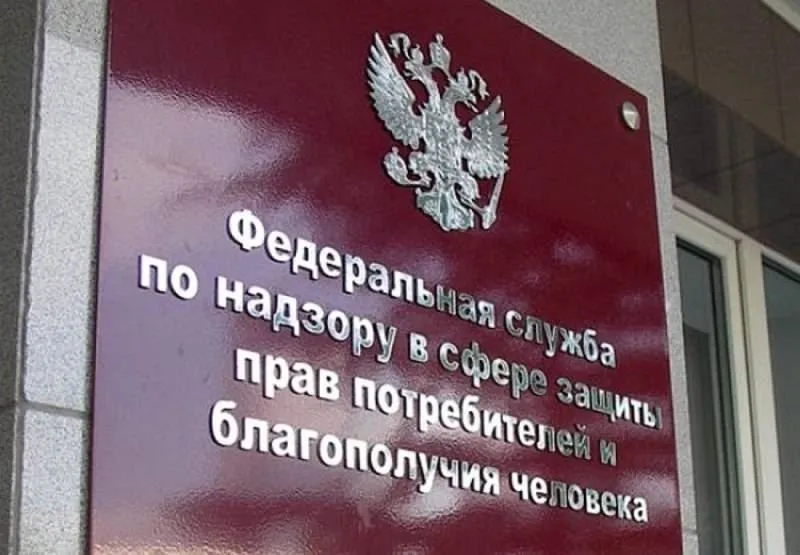 Федеральная служба
по надзору в сфере защиты
прав потребителей и
благополучия человека